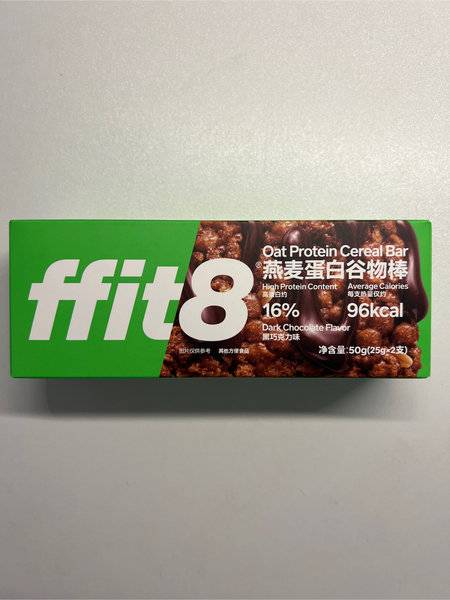 ffit8®
Oat Protein Cereal Bar
燕麦蛋白谷物棒
High Protein Content
高蛋白约
16%
Average Calories
每支热量仅约
96kcal
Dark Chocolate Flavor
黑巧克力味
图片仅供参考 其他方便食品
净含量:50g(25g×2支)